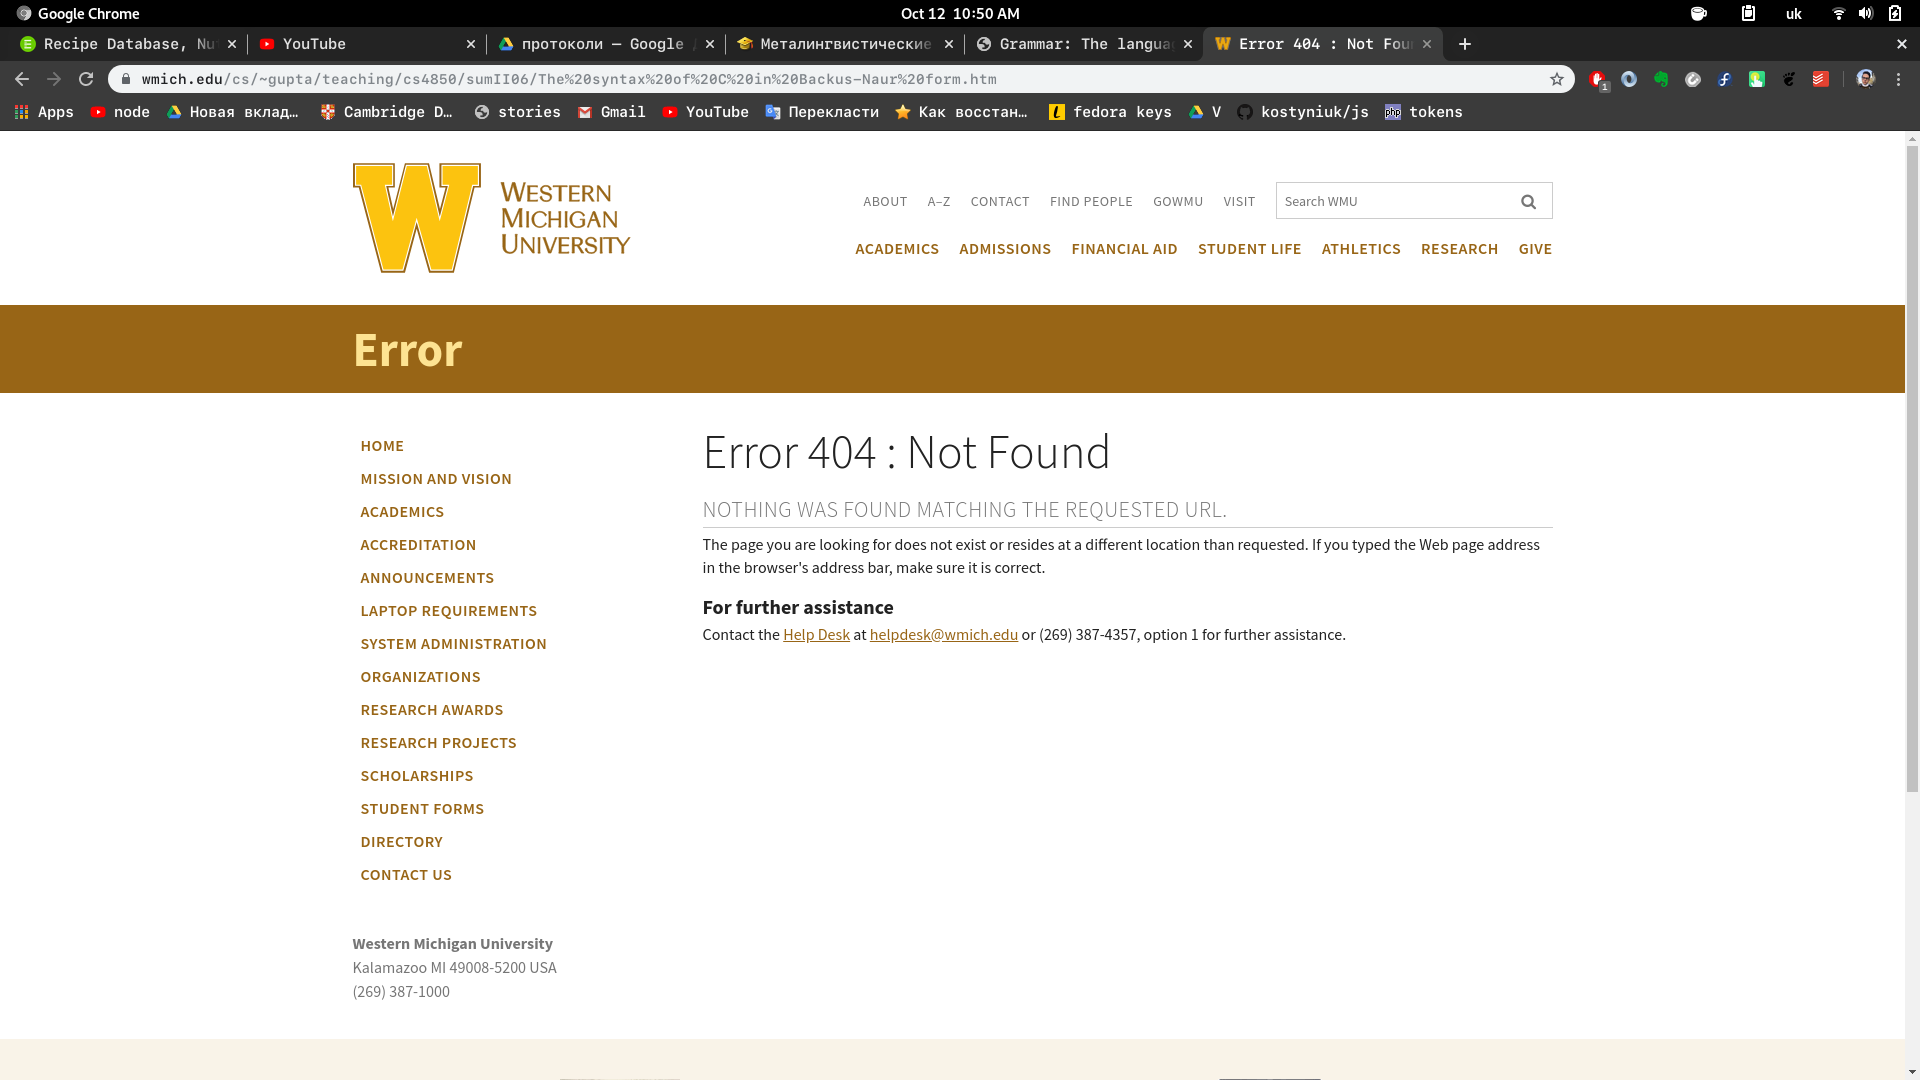 Google Chrome
Oct 12 10:50 AM
uk
Recipe Database, Nu
YouTube
протоколи — Google
Металингвистические
Grammar: The langua
Error 404 : Not Fou
wmich.edu/cs/~gupta/teaching/cs4850/sumII06/The%20syntax%20of%20C%20in%20Backus-Naur%20form.htm
1
Apps
node
Новая вклад…
Cambridge D…
stories
Gmail
YouTube
Перекласти
Как восстан…
fedora keys
V
kostyniuk/js
php
tokens
W
WESTERN
MICHIGAN
UNIVERSITY
ABOUT
A–Z
CONTACT
FIND PEOPLE
GOWMU
VISIT
Search WMU
ACADEMICS
ADMISSIONS
FINANCIAL AID
STUDENT LIFE
ATHLETICS
RESEARCH
GIVE
Error
HOME
MISSION AND VISION
ACADEMICS
ACCREDITATION
ANNOUNCEMENTS
LAPTOP REQUIREMENTS
SYSTEM ADMINISTRATION
ORGANIZATIONS
RESEARCH AWARDS
RESEARCH PROJECTS
SCHOLARSHIPS
STUDENT FORMS
DIRECTORY
CONTACT US
Error 404 : Not Found
NOTHING WAS FOUND MATCHING THE REQUESTED URL.
The page you are looking for does not exist or resides at a different location than requested. If you typed the Web page address
in the browser's address bar, make sure it is correct.
For further assistance
Contact the Help Desk at helpdesk@wmich.edu or (269) 387-4357, option 1 for further assistance.
Western Michigan University
Kalamazoo MI 49008-5200 USA
(269) 387-1000